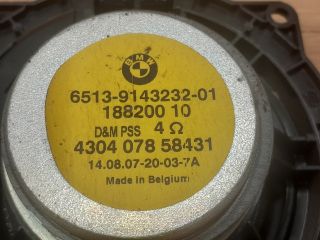 BMW
6513-9143232-01
188200 10
D&M PSS 4 Ω
4304 078 58431
14.08.07-20-03-7A
Made in Belgium